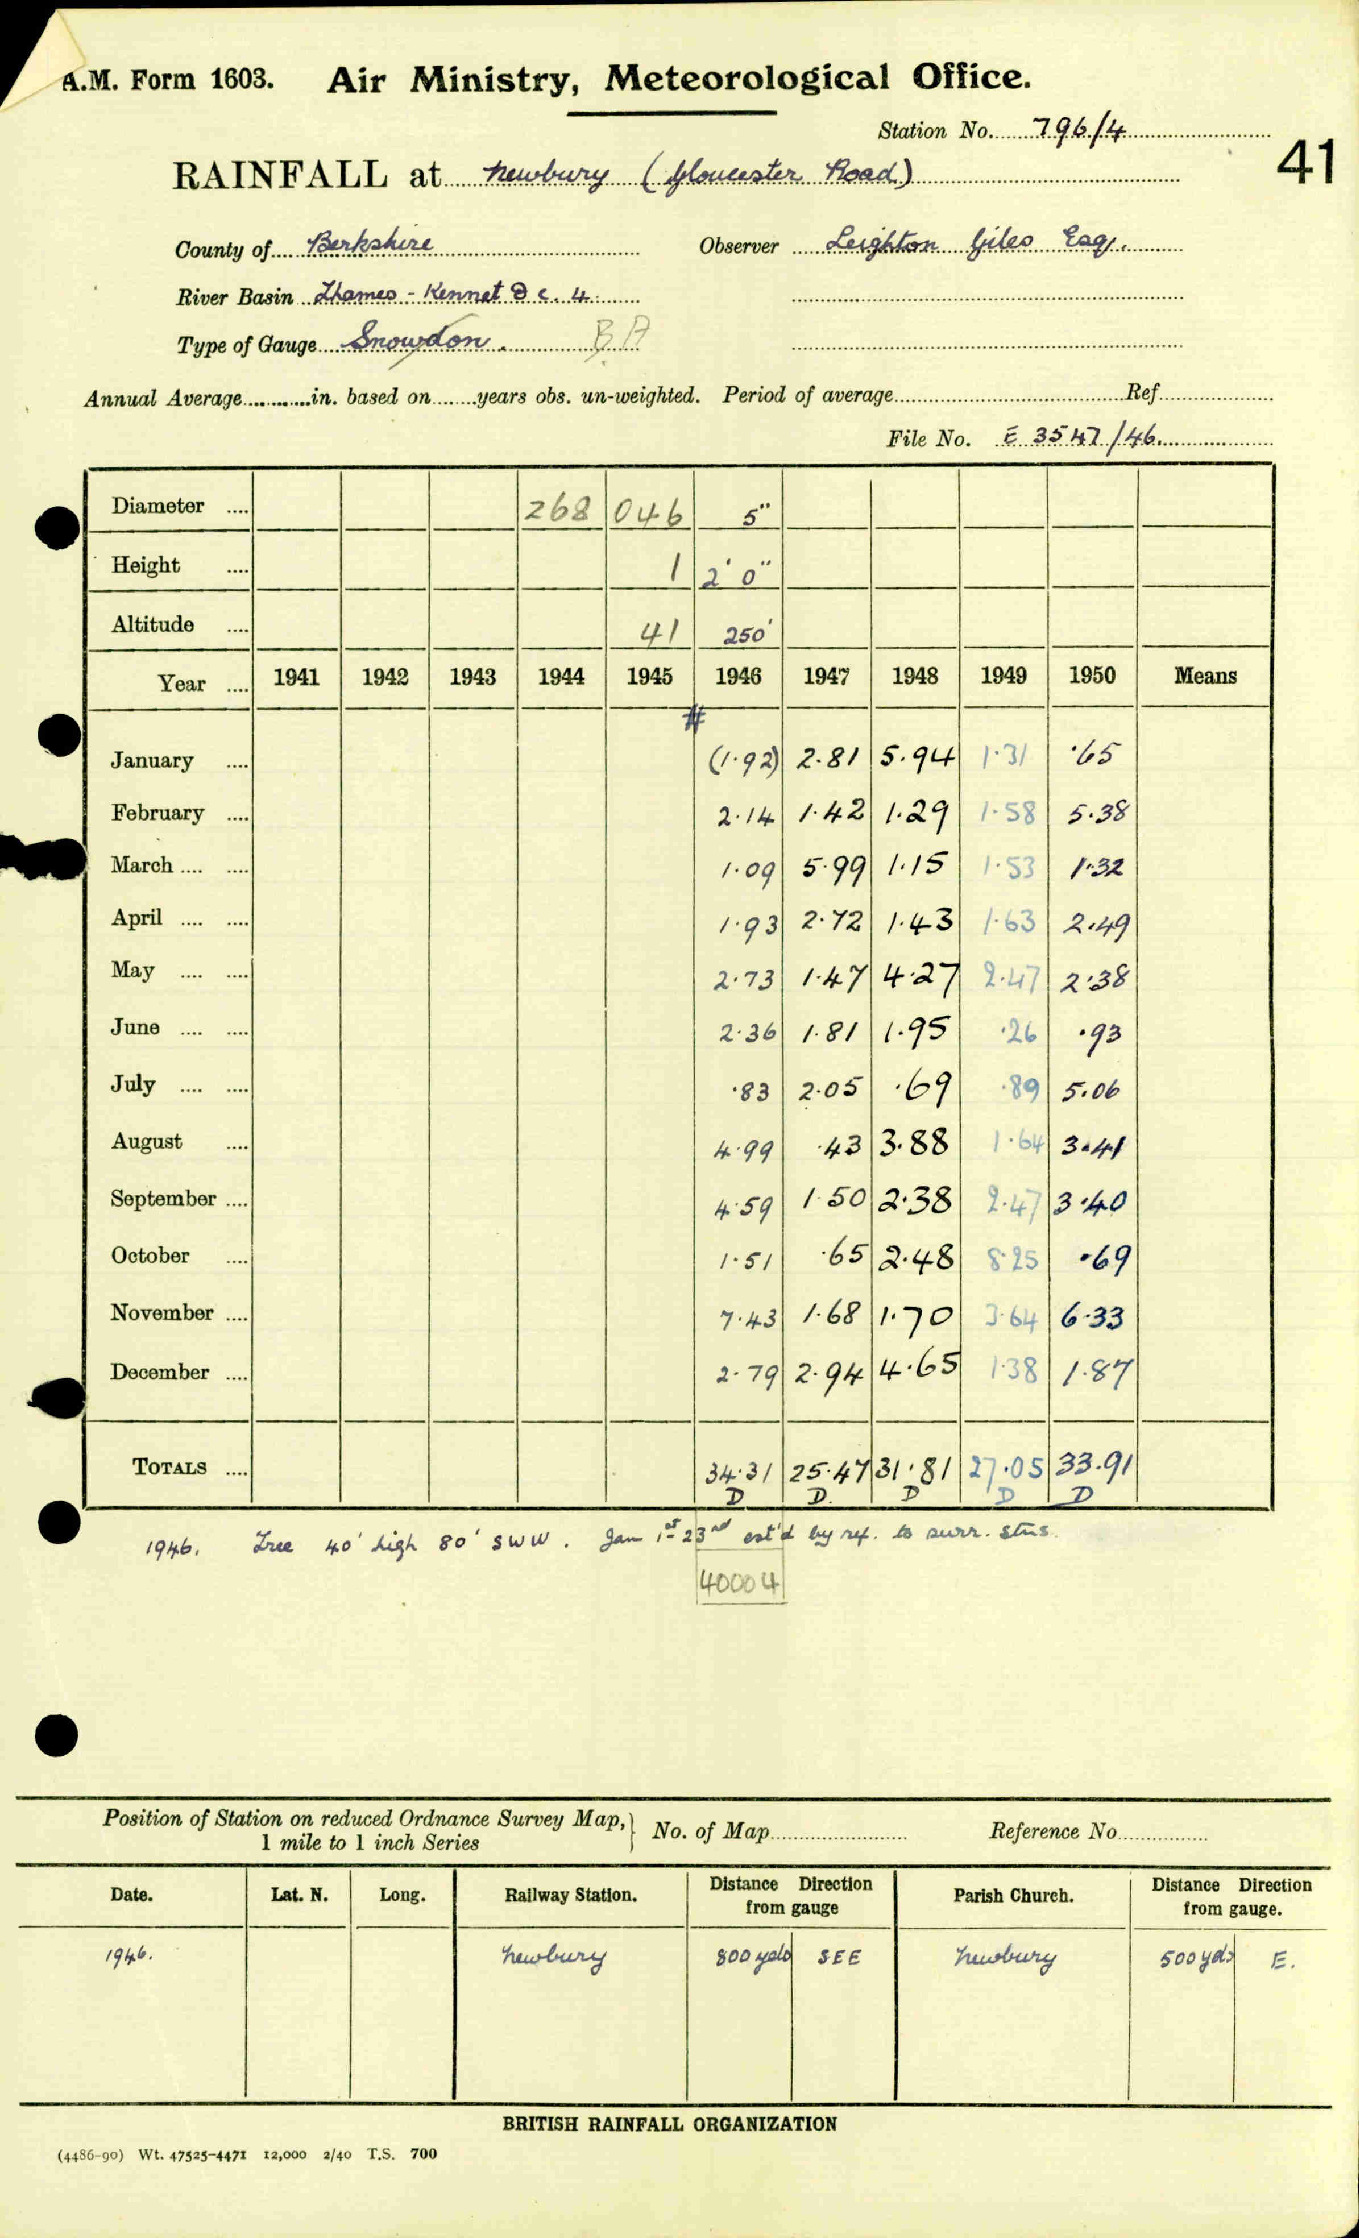 A.M. Form 1603. Air Ministry, Meteorological Office.
Station No. 796/4
41
RAINFALL at Newbury (Gloucester Road)
County of Berkshire Observer Leighton Giles Esq.
River Basin Thames - Kennet D c. 4.
Type of Gauge Snowdon. BA
Annual Average............in. based on.......years obs. un-weighted. Period of average.......... Ref..........
File No. E 3547/46
Diameter .... 268 046 5"
Height .... 1 2' 0"
Altitude .... 41 250'
Year .... 1941 1942 1943 1944 1945 1946 1947 1948 1949 1950 Means
#
January .... (1.92) 2.81 5.94 1.31 .65
February .... 2.14 1.42 1.29 1.58 5.38
March .... .... 1.09 5.99 1.15 1.53 1.32
April .... .... 1.93 2.72 1.43 1.63 2.49
May .... .... 2.73 1.47 4.27 2.47 2.38
June .... .... 2.36 1.81 1.95 .26 .93
July .... .... .83 2.05 .69 .89 5.06
August .... 4.99 .43 3.88 1.64 3.41
September .... 4.59 1.50 2.38 2.47 3.40
October .... 1.51 .65 2.48 8.25 .69
November .... 7.43 1.68 1.70 3.64 6.33
December .... 2.79 2.94 4.65 1.38 1.87
TOTALS .... 34.31 25.47 31.81 27.05 33.91
D D D D D
1946. Tree 40' high 80' SWW. Jan 1st-23rd est'd by ref. to surr. stns.
40004
Position of Station on reduced Ordnance Survey Map, 1 mile to 1 inch Series } No. of Map.......... Reference No..........
Date. Lat. N. Long. Railway Station. Distance Direction from gauge Parish Church. Distance Direction from gauge.
1946. Newbury 800 yds SEE Newbury 500 yds E.
BRITISH RAINFALL ORGANIZATION
(4486-90) Wt. 47525-4471 12,000 2/40 T.S. 700